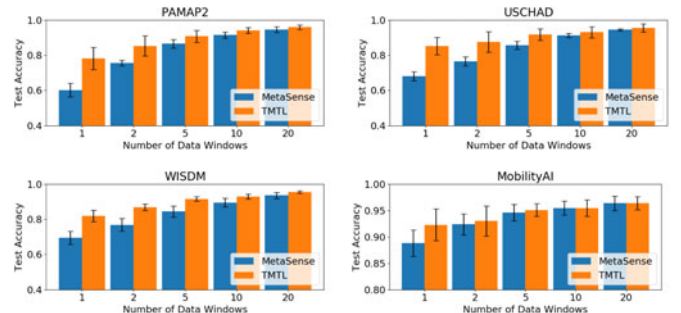 PAMAP2
1.0
0.8
0.6
0.4
Test Accuracy
MetaSense
TMTL
1 2 5 10 20
Number of Data Windows
USCHAD
1.0
0.8
0.6
0.4
Test Accuracy
MetaSense
TMTL
1 2 5 10 20
Number of Data Windows
WISDM
1.0
0.8
0.6
0.4
Test Accuracy
MetaSense
TMTL
1 2 5 10 20
Number of Data Windows
MobilityAI
1.00
0.95
0.90
0.85
0.80
Test Accuracy
MetaSense
TMTL
1 2 5 10 20
Number of Data Windows